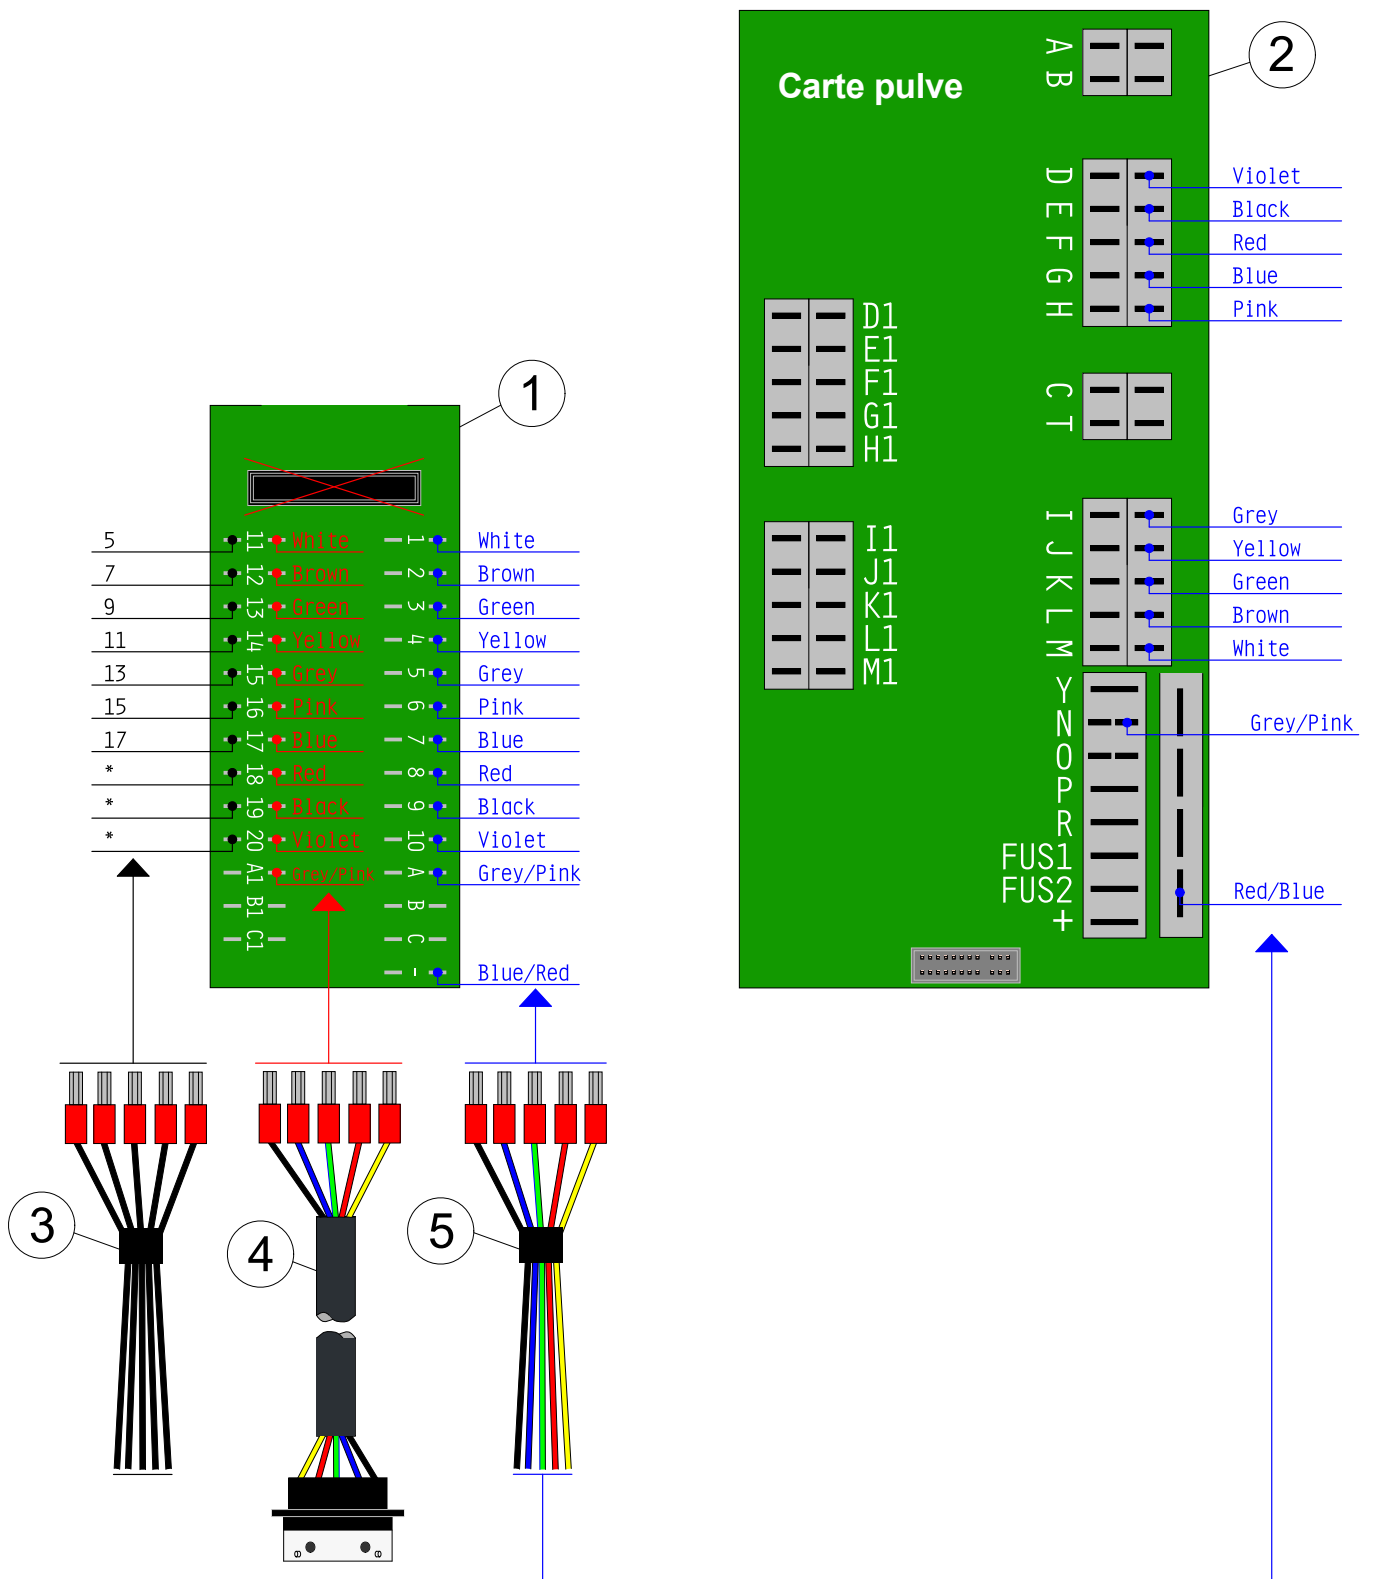 2
A
B
Carte pulve
D Violet
E Black
F Red
G Blue
H Pink
D1
E1
F1
G1
H1
C
T
1
I Grey
J Yellow
K Green
L Brown
M White
I1
J1
K1
L1
M1
5 11 White 1 White
7 12 Brown 2 Brown
9 13 Green 3 Green
11 14 Yellow 4 Yellow
13 15 Grey 5 Grey
15 16 Pink 6 Pink
17 17 Blue 7 Blue
* 18 Red 8 Red
* 19 Black 9 Black
* 20 Violet 10 Violet
A1 Grey/Pink A Grey/Pink
B1 B
C1 C
- Blue/Red
Y
N Grey/Pink
O
P
R
FUS1
FUS2 Red/Blue
+
3
4
5